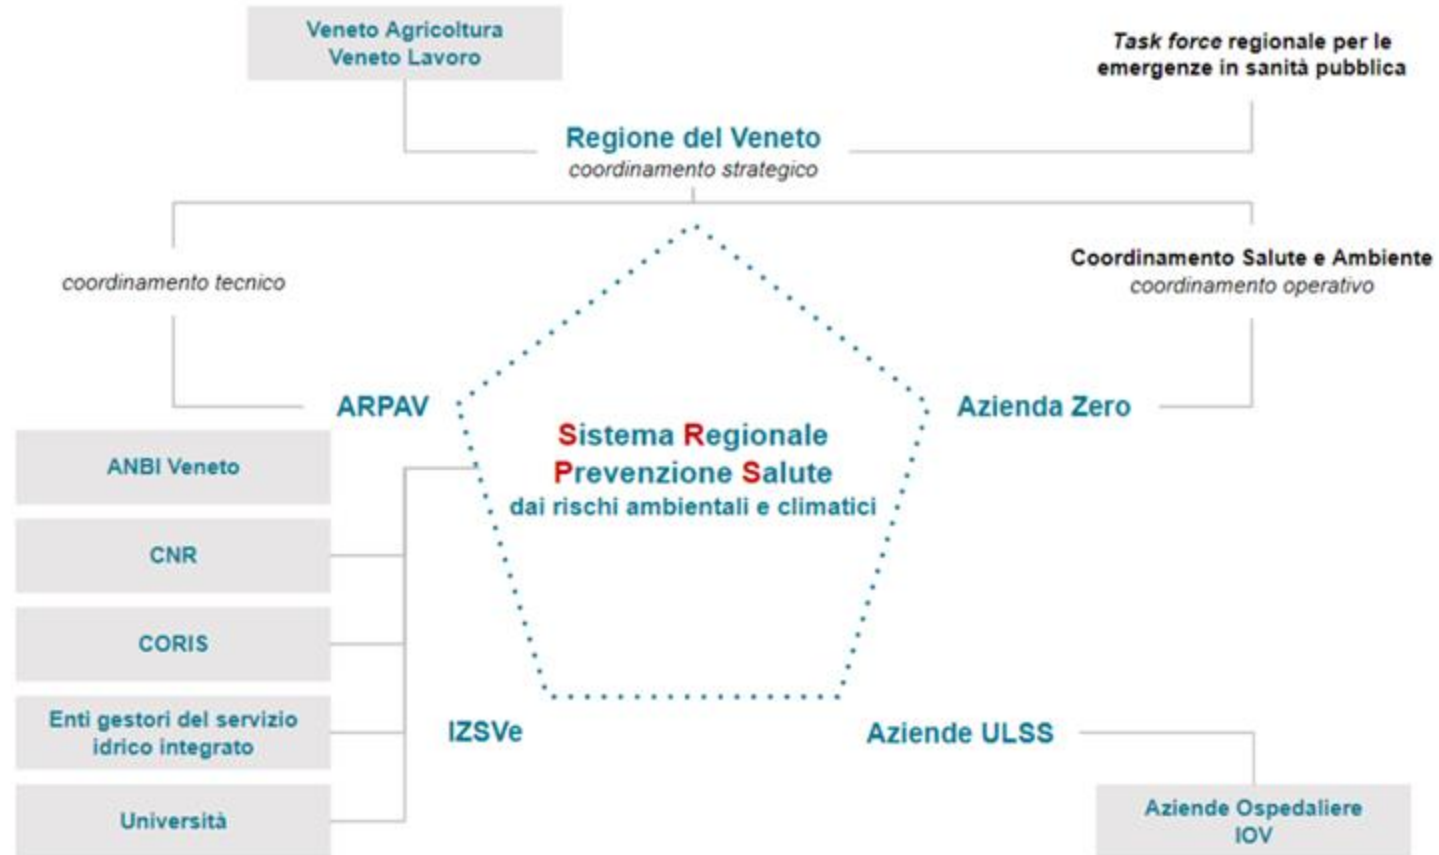 Veneto Agricoltura
Veneto Lavoro
Task force regionale per le
emergenze in sanità pubblica
Regione del Veneto
coordinamento strategico
coordinamento tecnico
Coordinamento Salute e Ambiente
coordinamento operativo
ARPAV
Azienda Zero
Sistema Regionale
Prevenzione Salute
dai rischi ambientali e climatici
ANBI Veneto
CNR
CORIS
Enti gestori del servizio
idrico integrato
Università
IZSVe
Aziende ULSS
Aziende Ospedaliere
IOV